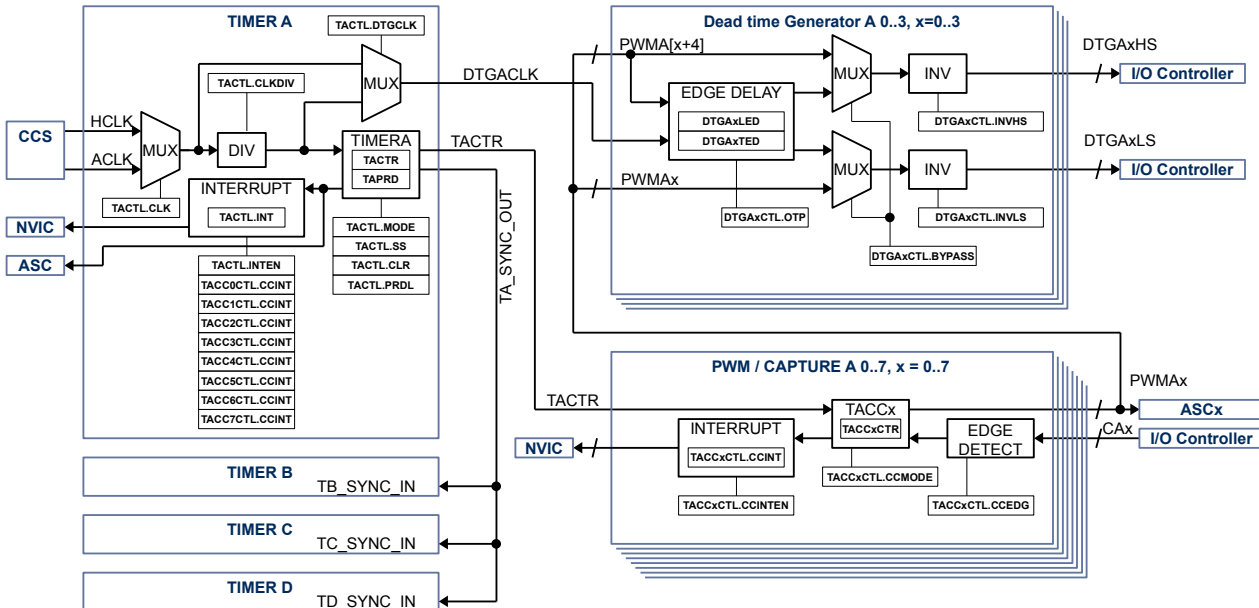 TIMER A
TACTL.DTGCLK
MUX
TACTL.CLKDIV
CCS
HCLK
ACLK
MUX
DIV
TACTL.CLK
TIMERA
TACTR
TAPRD
INTERRUPT
TACTL.INT
TACTL.MODE
TACTL.SS
TACTL.CLR
TACTL.PRDL
NVIC
ASC
TACTL.INTEN
TACC0CTL.CCINT
TACC1CTL.CCINT
TACC2CTL.CCINT
TACC3CTL.CCINT
TACC4CTL.CCINT
TACC5CTL.CCINT
TACC6CTL.CCINT
TACC7CTL.CCINT
DTGACLK
TACTR
TA_SYNC_OUT
TIMER B
TB_SYNC_IN
TIMER C
TC_SYNC_IN
TIMER D
TD_SYNC_IN
Dead time Generator A 0..3, x=0..3
PWMA[x+4]
EDGE DELAY
DTGAxLED
DTGAxTED
DTGAxCTL.OTP
PWMAx
MUX
INV
DTGAxCTL.INVHS
MUX
INV
DTGAxCTL.INVLS
DTGAxCTL.BYPASS
DTGAxHS
I/O Controller
DTGAxLS
I/O Controller
PWM / CAPTURE A 0..7, x = 0..7
TACTR
TACCx
TACCxCTR
TACCxCTL.CCMODE
INTERRUPT
TACCxCTL.CCINT
TACCxCTL.CCINTEN
EDGE
DETECT
TACCxCTL.CCEDG
NVIC
PWMAx
ASCx
CAx
I/O Controller